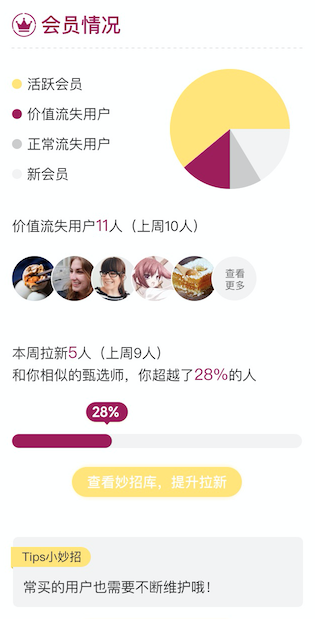 会员情况
活跃会员
价值流失用户
正常流失用户
新会员
价值流失用户11人（上周10人）
查看
更多
本周拉新5人（上周9人）
和你相似的甄选师，你超越了28%的人
28%
查看妙招库，提升拉新
Tips小妙招
常买的用户也需要不断维护哦！